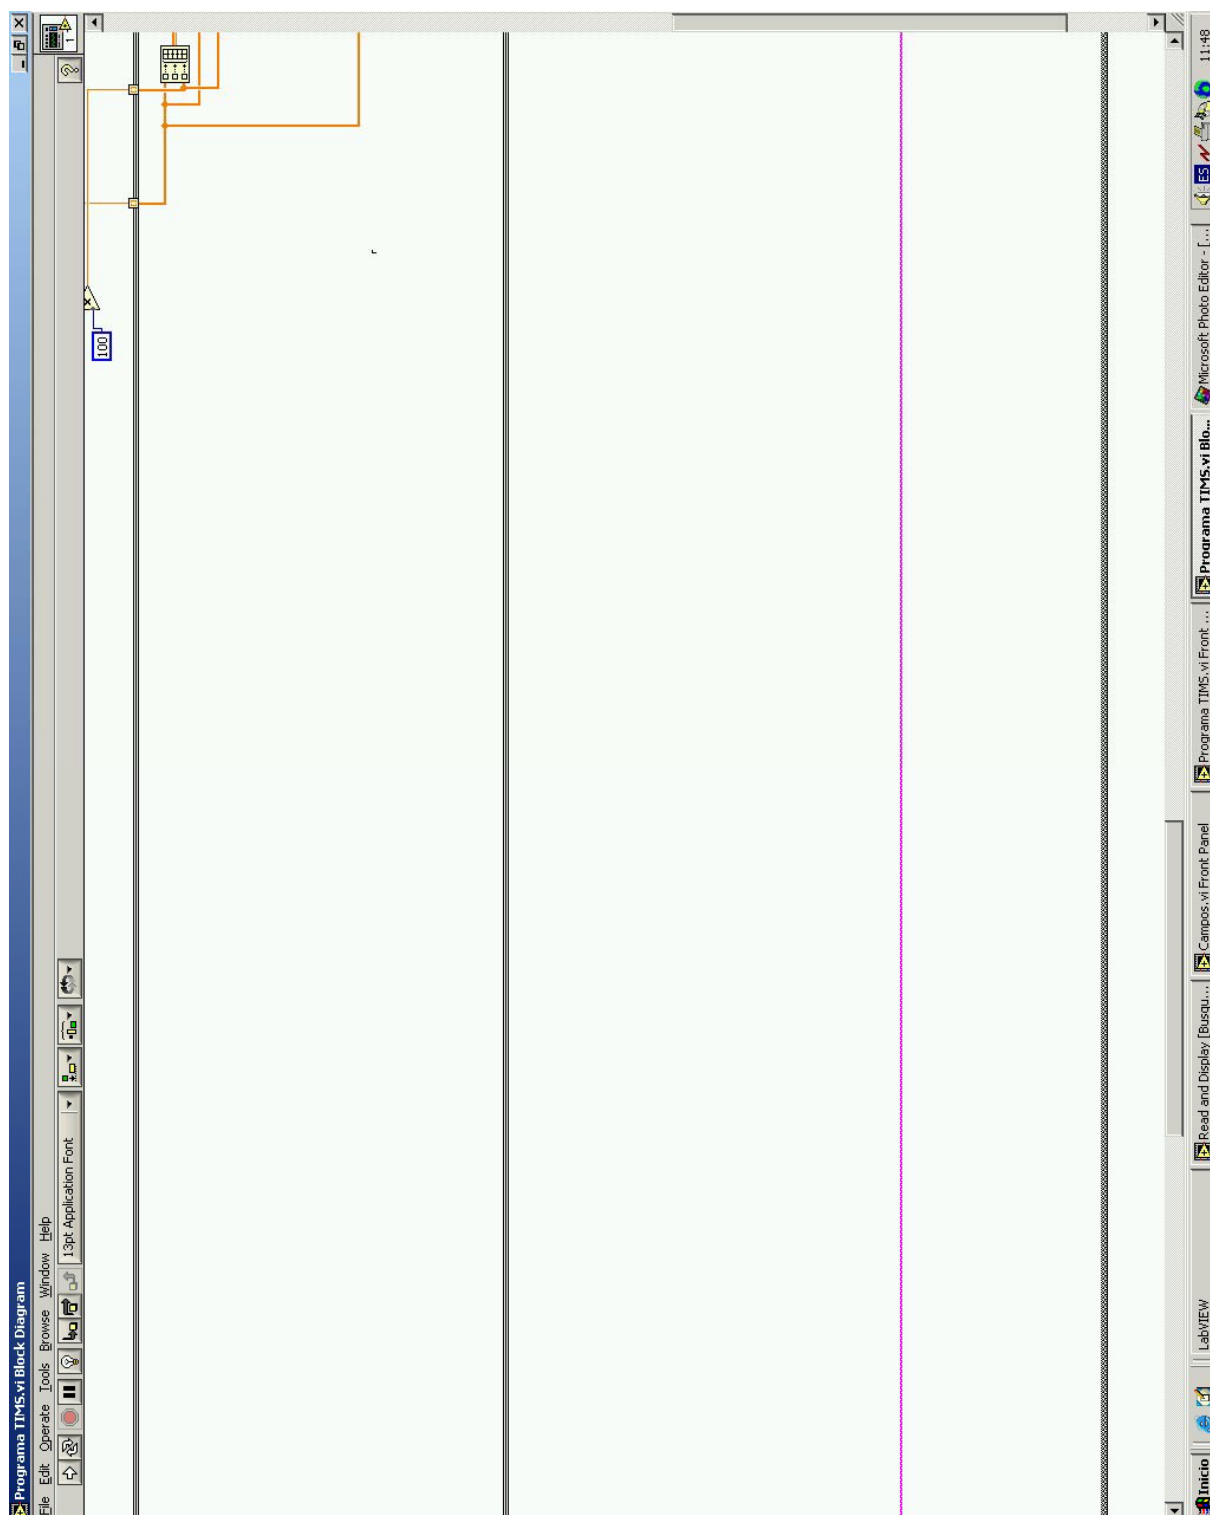 Programa TIMS.vi Block Diagram
File Edit Operate Tools Browse Window Help
13pt Application Font
1
100
Inicio
LabVIEW
Read and Display [Busqu...
Campos.vi Front Panel
Programa TIMS.vi Front ...
Programa TIMS.vi Blo...
Microsoft Photo Editor - [...
ES
11:48